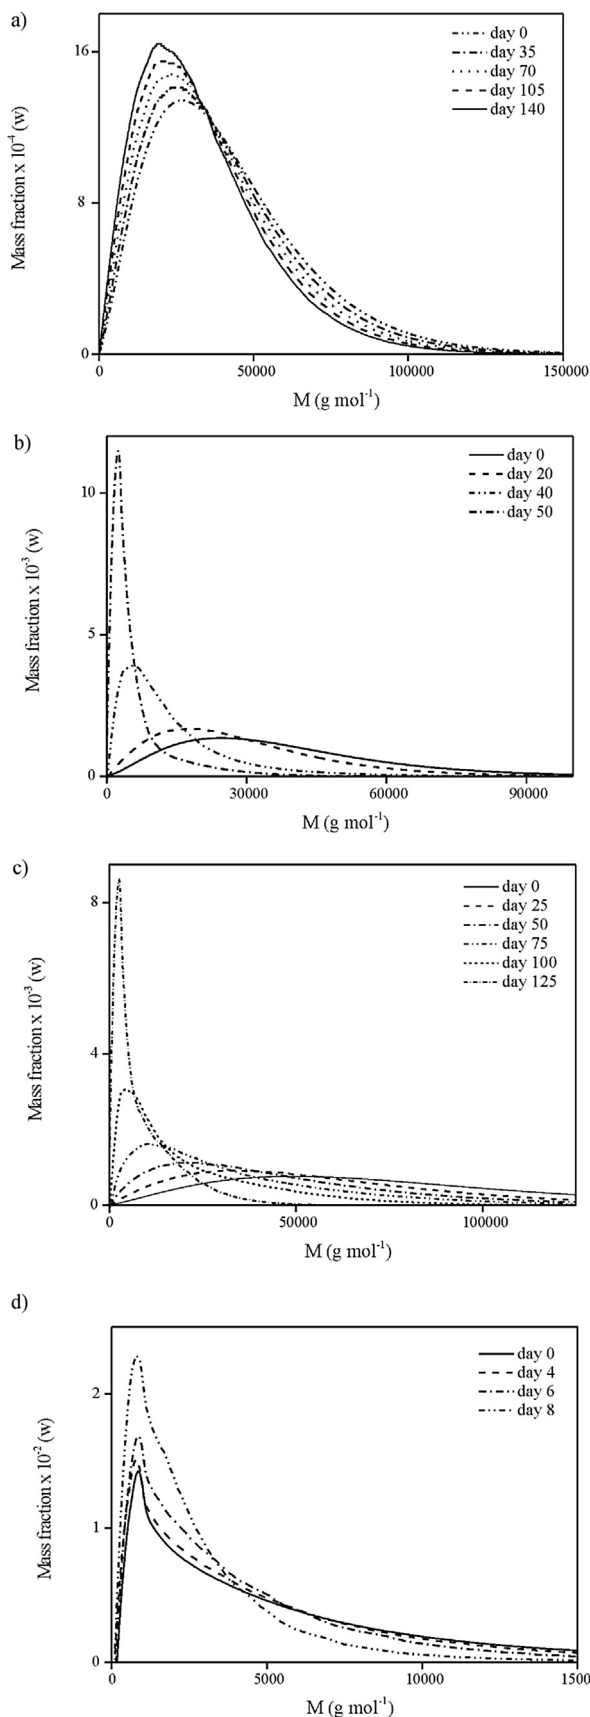 a)
Mass fraction x 10⁻⁴ (w)
16
8
0
day 0
day 35
day 70
day 105
day 140
0
50000
100000
150000
M (g mol⁻¹)
b)
Mass fraction x 10⁻³ (w)
10
5
0
day 0
day 20
day 40
day 50
0
30000
60000
90000
M (g mol⁻¹)
c)
Mass fraction x 10⁻³ (w)
8
4
0
day 0
day 25
day 50
day 75
day 100
day 125
0
50000
100000
M (g mol⁻¹)
d)
Mass fraction x 10⁻² (w)
2
1
0
day 0
day 4
day 6
day 8
0
5000
10000
1500
M (g mol⁻¹)